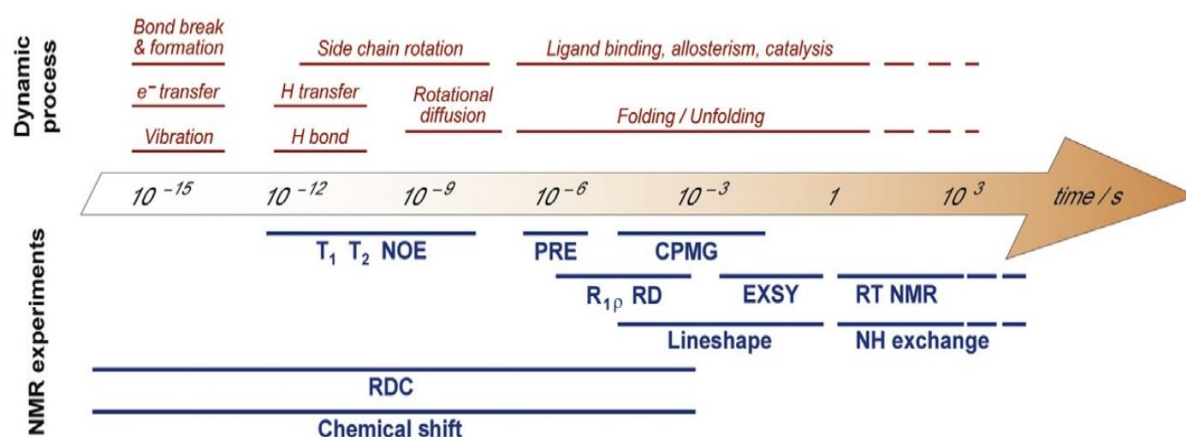 Dynamic
process
Bond break
& formation
Side chain rotation
Ligand binding, allosterism, catalysis
e⁻ transfer
H transfer
Rotational
diffusion
Folding / Unfolding
Vibration
H bond
10⁻¹⁵ 10⁻¹² 10⁻⁹ 10⁻⁶ 10⁻³ 1 10³ time / s
NMR experiments
T₁ T₂ NOE
PRE
CPMG
R₁ρ RD
EXSY
RT NMR
Lineshape
NH exchange
RDC
Chemical shift